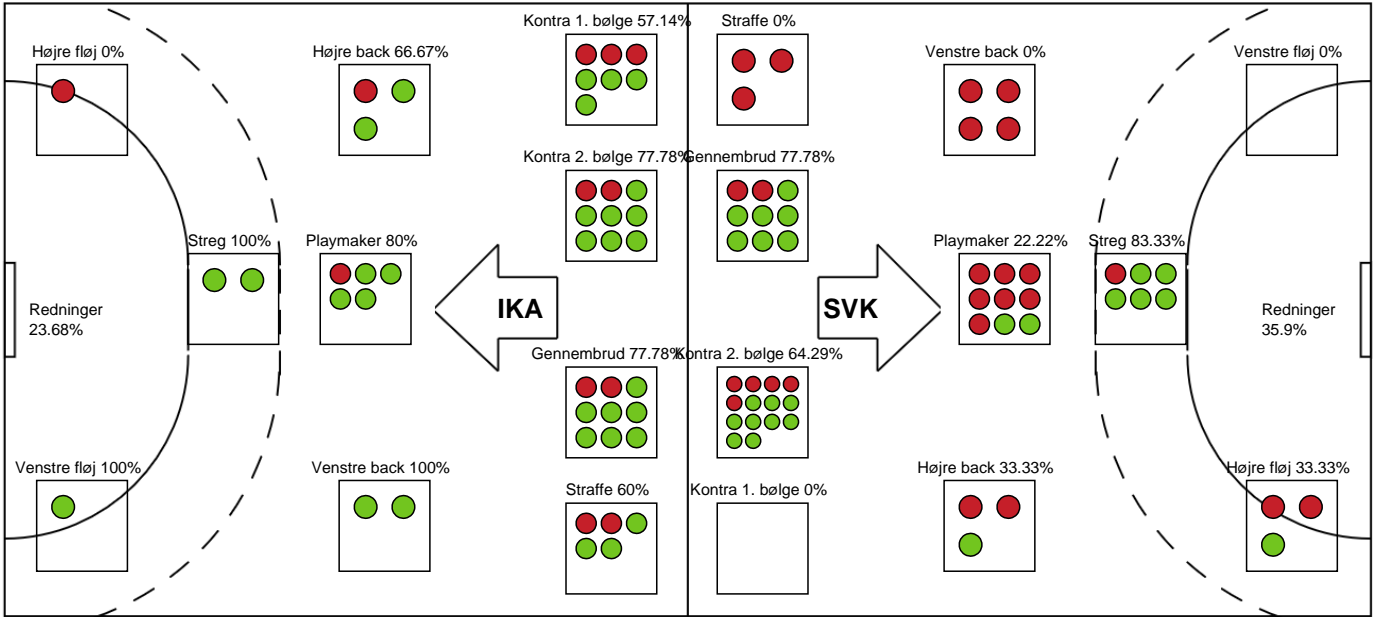 Kontra 1. bølge 57.14%
Straffe 0%
Højre fløj 0%
Højre back 66.67%
Venstre back 0%
Venstre fløj 0%
Kontra 2. bølge 77.78%
Gennembrud 77.78%
Streg 100%
Playmaker 80%
Playmaker 22.22%
Streg 83.33%
Redninger
23.68%
IKA
SVK
Redninger
35.9%
Gennembrud 77.78%
Kontra 2. bølge 64.29%
Venstre fløj 100%
Venstre back 100%
Højre back 33.33%
Højre fløj 33.33%
Straffe 60%
Kontra 1. bølge 0%